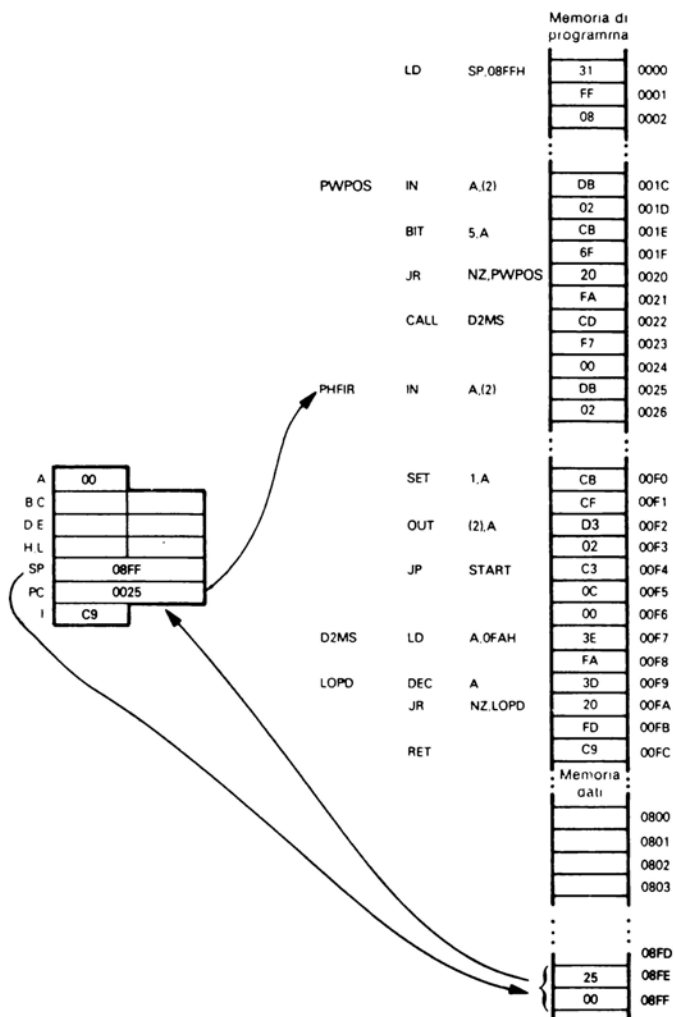 Memoria di
programma
LD SP,08FFH 31 0000
FF 0001
08 0002
PWPOS IN A,(2) DB 001C
02 001D
BIT 5,A CB 001E
6F 001F
JR NZ,PWPOS 20 0020
FA 0021
CALL D2MS CD 0022
F7 0023
00 0024
PHFIR IN A,(2) DB 0025
02 0026
SET 1,A CB 00F0
CF 00F1
OUT (2),A D3 00F2
02 00F3
JP START C3 00F4
0C 00F5
00 00F6
D2MS LD A,0FAH 3E 00F7
FA 00F8
LOPD DEC A 3D 00F9
JR NZ,LOPD 20 00FA
FD 00FB
RET C9 00FC
A 00
B C
D E
H.L
SP 08FF
PC 0025
I C9
Memoria
dati
0800
0801
0802
0803
08FD
25 08FE
00 08FF